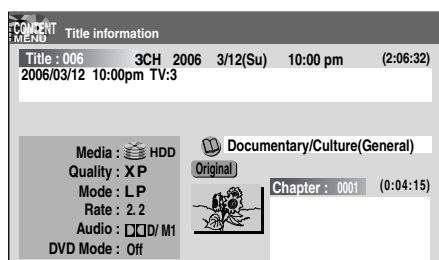 CONTENT MENU Title information
Title : 006 3CH 2006 3/12(Su) 10:00 pm (2:06:32)
2006/03/12 10:00pm TV:3
Media : HDD
Documentary/Culture(General)
Quality : X P
Original
Mode : L P
Chapter : 0001 (0:04:15)
Rate : 2. 2
Audio : D/ M1
DVD Mode : Off